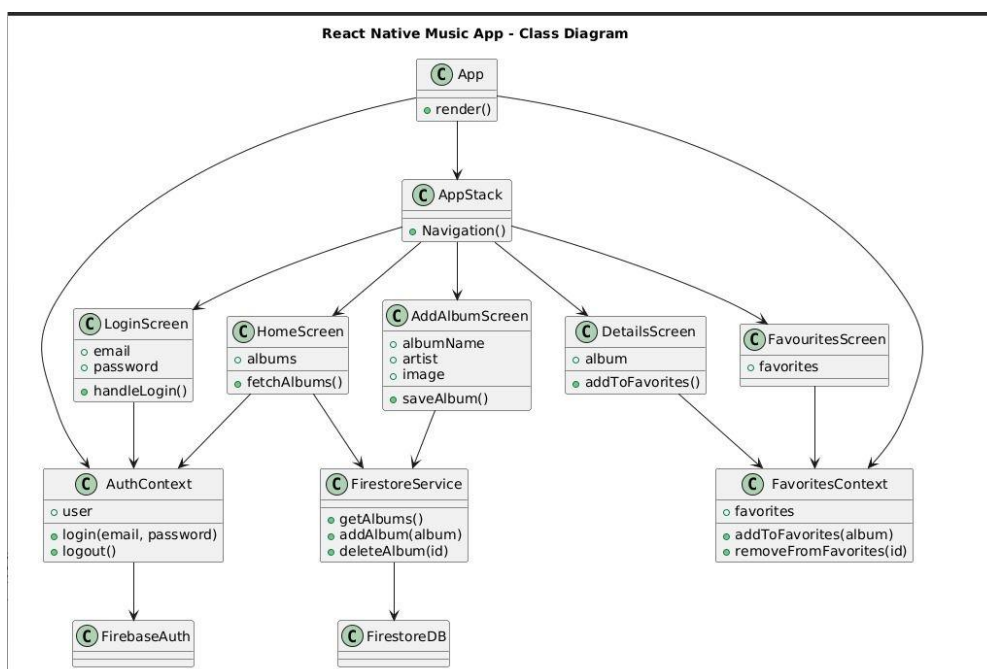 React Native Music App - Class Diagram
C App
render()
C AppStack
Navigation()
C LoginScreen
email
password
handleLogin()
C HomeScreen
albums
fetchAlbums()
C AddAlbumScreen
albumName
artist
image
saveAlbum()
C DetailsScreen
album
addToFavorites()
C FavouritesScreen
favorites
C AuthContext
user
login(email, password)
logout()
C FirestoreService
getAlbums()
addAlbum(album)
deleteAlbum(id)
C FavoritesContext
favorites
addToFavorites(album)
removeFromFavorites(id)
C FirebaseAuth
C FirestoreDB